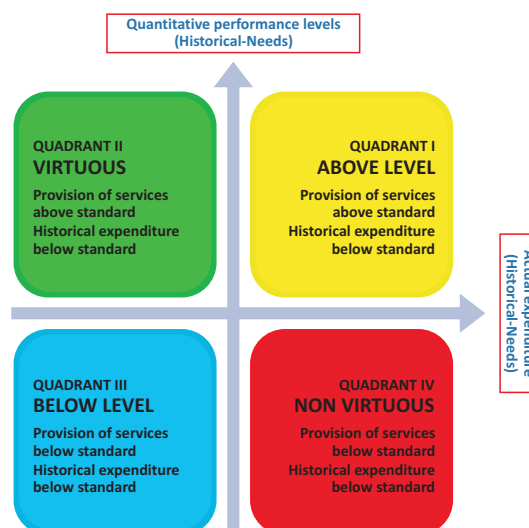 Quantitative performance levels
(Historical-Needs)
QUADRANT II
VIRTUOUS
Provision of services
above standard
Historical expenditure
below standard
QUADRANT I
ABOVE LEVEL
Provision of services
above standard
Historical expenditure
below standard
Actual expenditure
(Historical-Needs)
QUADRANT III
BELOW LEVEL
Provision of services
below standard
Historical expenditure
below standard
QUADRANT IV
NON VIRTUOUS
Provision of services
below standard
Historical expenditure
below standard